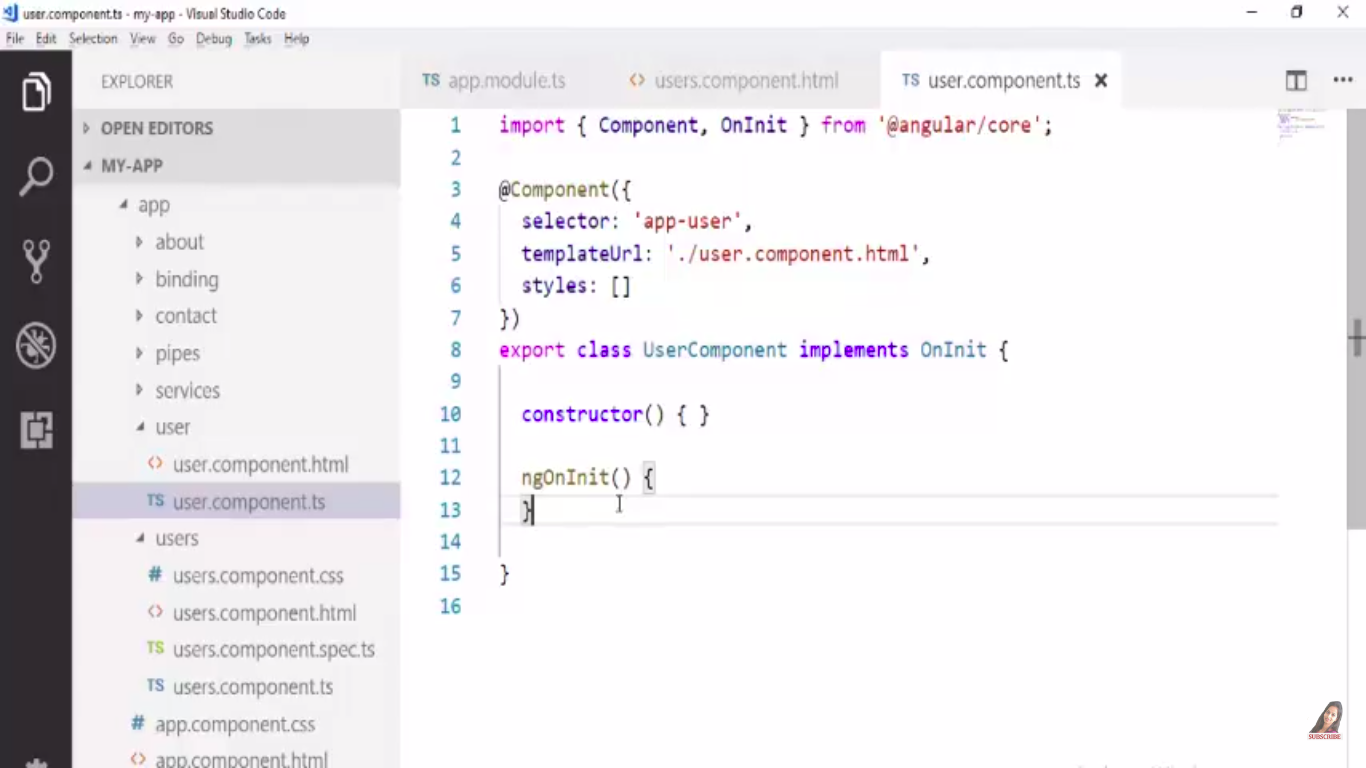 user.component.ts - my-app - Visual Studio Code
File Edit Selection View Go Debug Tasks Help
EXPLORER
OPEN EDITORS
MY-APP
app
about
binding
contact
pipes
services
user
<> user.component.html
TS user.component.ts
users
# users.component.css
<> users.component.html
TS users.component.spec.ts
TS users.component.ts
# app.component.css
<> app.component.html
TS app.module.ts <> users.component.html TS user.component.ts ×
1 import { Component, OnInit } from '@angular/core';
2
3 @Component({
4 selector: 'app-user',
5 templateUrl: './user.component.html',
6 styles: []
7 })
8 export class UserComponent implements OnInit {
9
10 constructor() { }
11
12 ngOnInit() {
13 }
14
15 }
16
SUBSCRIBE